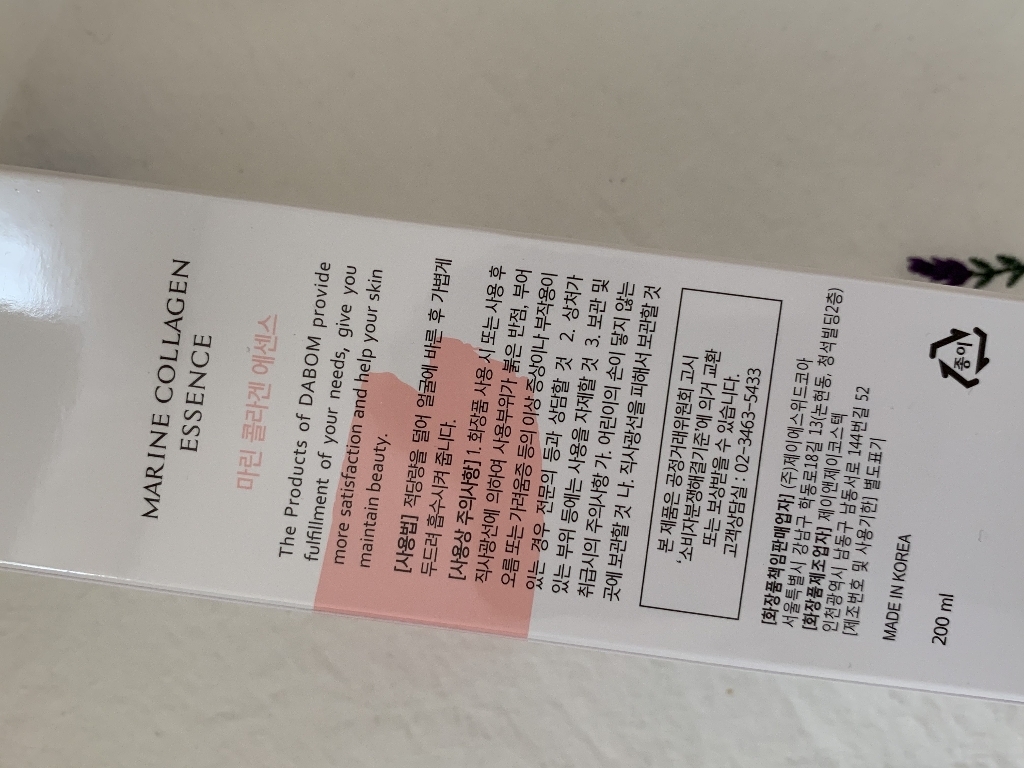 MARINE COLLAGEN
ESSENCE
마린 콜라겐 에센스
The Products of DABOM provide
fulfillment of your needs, give you
more satisfaction and help your skin
maintain beauty.
[사용법] 적당량을 덜어 얼굴에 바른 후 가볍게
두드려 흡수시켜 줍니다.
[사용상 주의사항] 1. 화장품 사용 시 또는 사용 후
직사광선에 의하여 사용부위가 붉은 반점, 부어
오름 또는 가려움증 등의 이상 증상이나 부작용이
있는 경우 전문의 등과 상담할 것 2. 상처가
있는 부위 등에는 사용을 자제할 것 3. 보관 및
취급시의 주의사항 가. 어린이의 손이 닿지 않는
곳에 보관할 것 나. 직사광선을 피해서 보관할 것
본 제품은 공정거래위원회 고시
‘소비자분쟁해결기준’에 의거 교환
또는 보상받을 수 있습니다.
고객상담실 : 02-3463-5433
[화장품책임판매업자] (주)제이에스위드코아
서울특별시 강남구 학동로18길 13(논현동, 청석빌딩2층)
[화장품제조업자] 제이앤제이코스텍
인천광역시 남동구 남동서로 144번길 52
[제조번호 및 사용기한] 별도표기
MADE IN KOREA
200 ml
종이